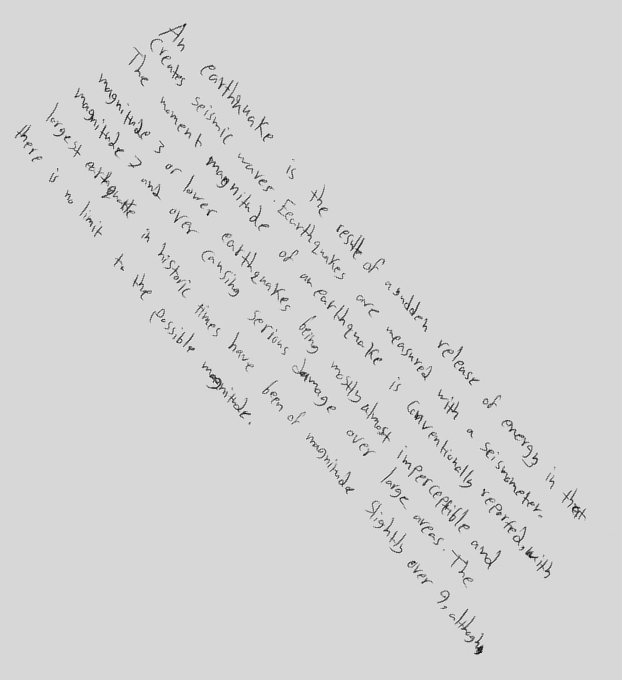 An earthquake is the result of a sudden release of energy in that
creates seismic waves. Eearthquakes are measured with a seismometer.
The moment magnitude of an earthquake is conventionally reported, with
magnitude 3 or lower earthquakes being mostly almost imperceptible and
magnitude 7 and over causing serious damage over large areas. The
largest earthquake in historic times have been of magnitude slightly over 9, although
there is no limit to the possible magnitude.